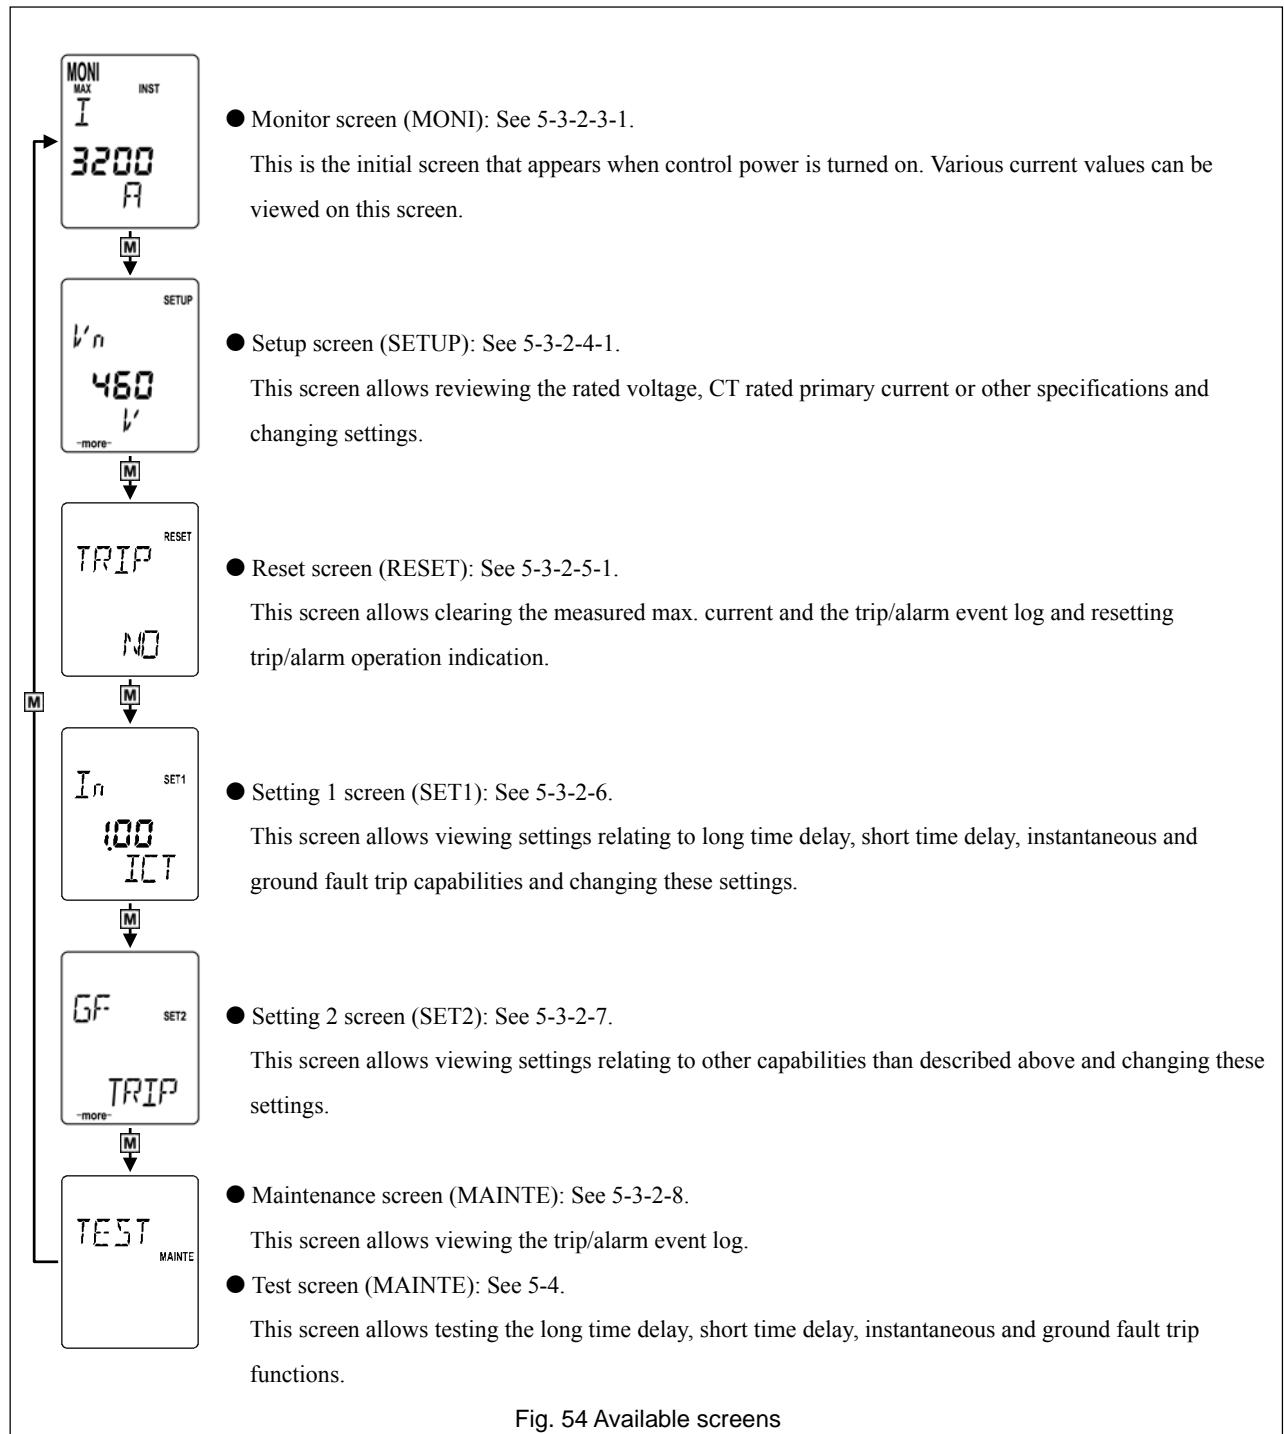 MONI
MAX INST
I
3200
A
● Monitor screen (MONI): See 5-3-2-3-1.
This is the initial screen that appears when control power is turned on. Various current values can be
viewed on this screen.
M
SETUP
Vn
460
V
-more-
● Setup screen (SETUP): See 5-3-2-4-1.
This screen allows reviewing the rated voltage, CT rated primary current or other specifications and
changing settings.
M
RESET
TRIP
NO
● Reset screen (RESET): See 5-3-2-5-1.
This screen allows clearing the measured max. current and the trip/alarm event log and resetting
trip/alarm operation indication.
M
M
In SET1
1.00
ICT
● Setting 1 screen (SET1): See 5-3-2-6.
This screen allows viewing settings relating to long time delay, short time delay, instantaneous and
ground fault trip capabilities and changing these settings.
M
GF SET2
TRIP
-more-
● Setting 2 screen (SET2): See 5-3-2-7.
This screen allows viewing settings relating to other capabilities than described above and changing these
settings.
M
TEST
MAINTE
● Maintenance screen (MAINTE): See 5-3-2-8.
This screen allows viewing the trip/alarm event log.
● Test screen (MAINTE): See 5-4.
This screen allows testing the long time delay, short time delay, instantaneous and ground fault trip
functions.
Fig. 54 Available screens